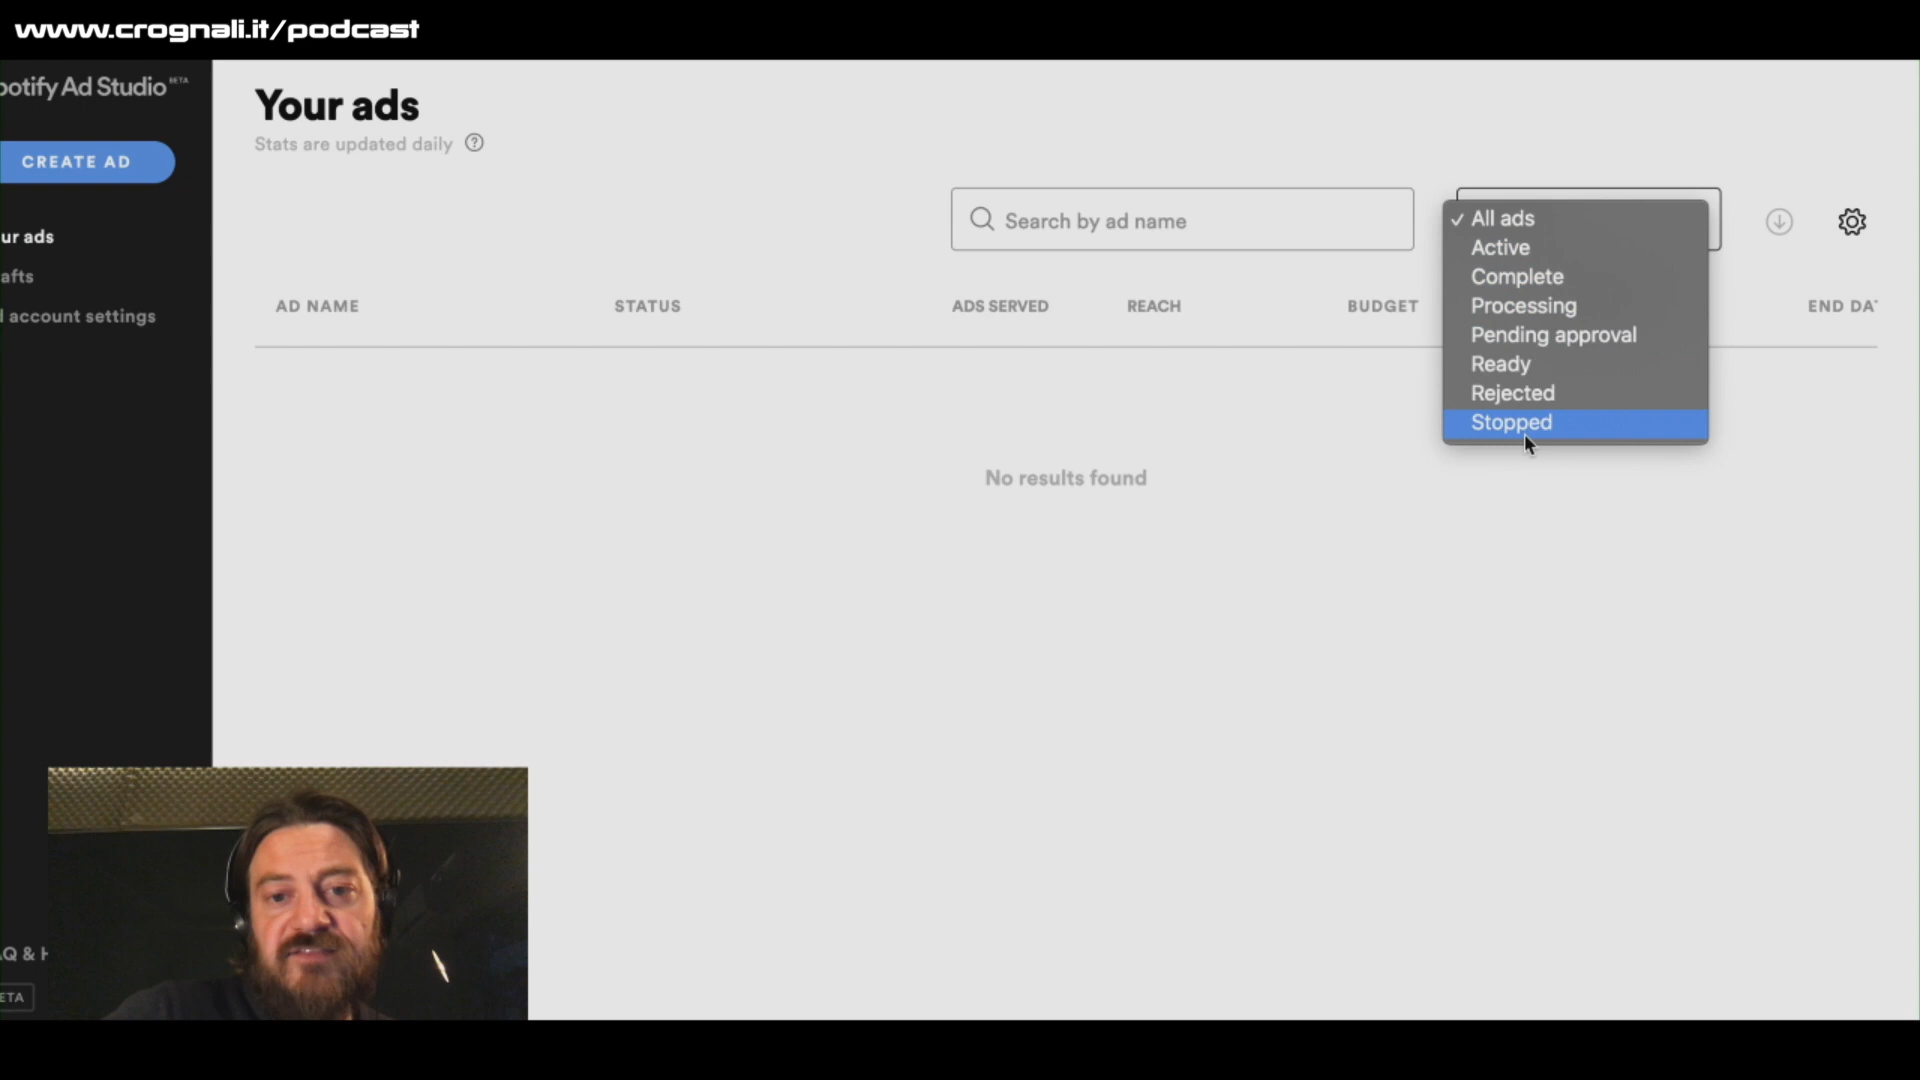 www.crognali.it/podcast
potify Ad Studio BETA
CREATE AD
ur ads
afts
account settings
Your ads
Stats are updated daily ?
Search by ad name
✓ All ads
Active
Complete
Processing
Pending approval
Ready
Rejected
Stopped
AD NAME STATUS ADS SERVED REACH BUDGET END DA
No results found
Q & H
ETA